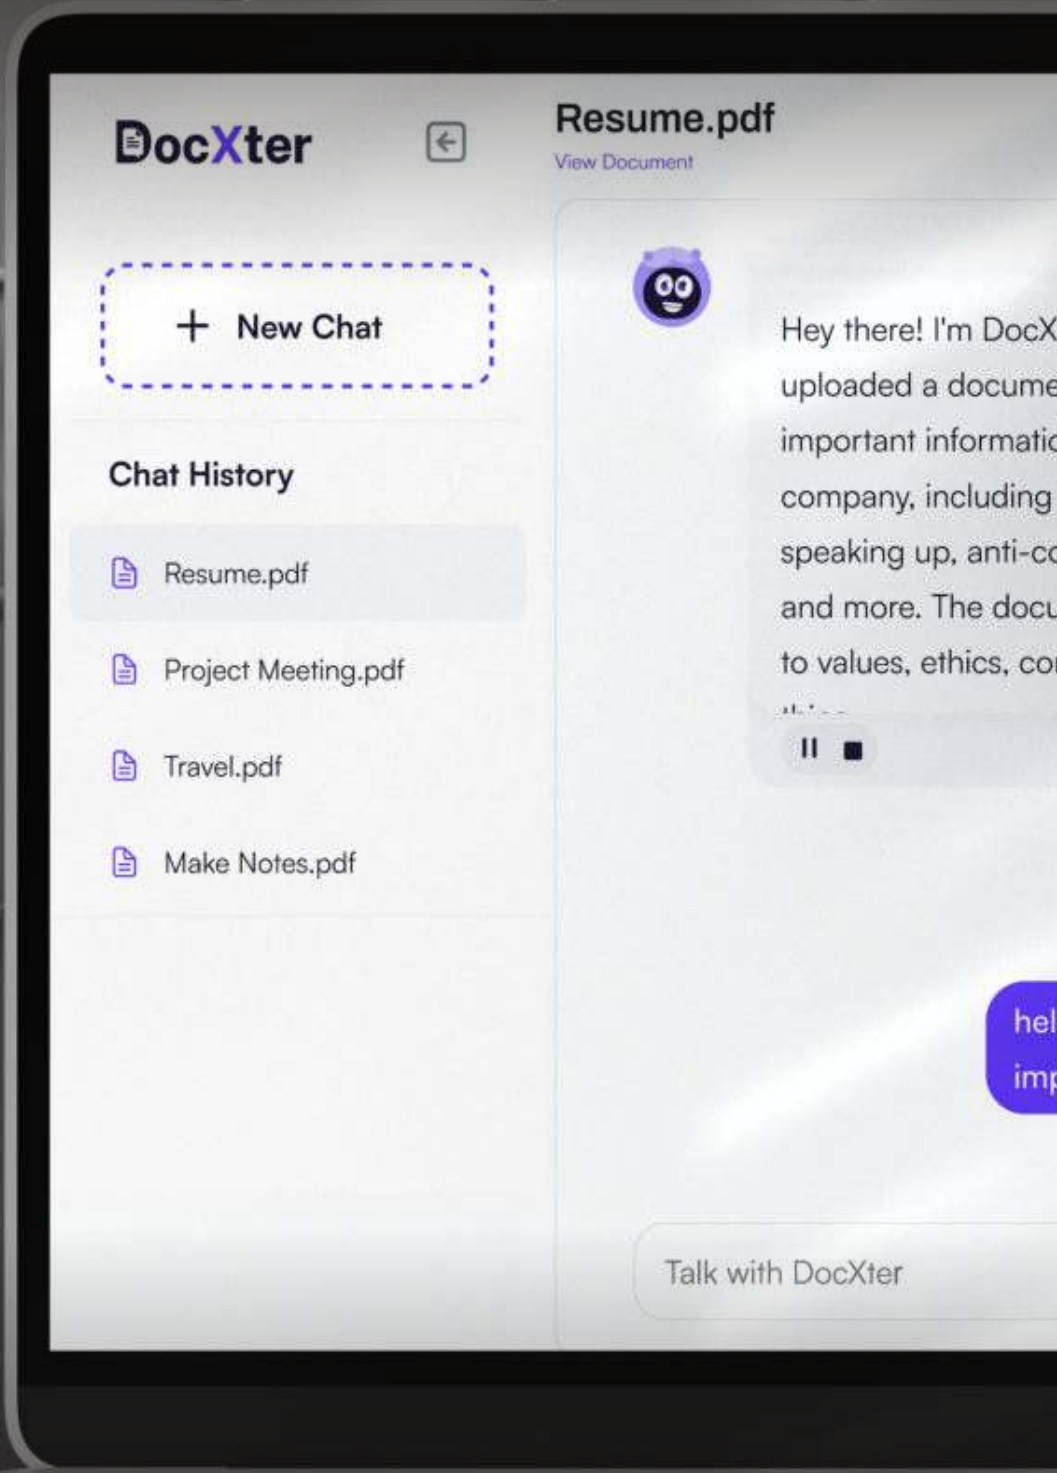 DocXter
New Chat
Chat History
Resume.pdf
Project Meeting.pdf
Travel.pdf
Make Notes.pdf
Resume.pdf
View Document
Hey there! I'm DocX
uploaded a docume
important informatio
company, including
speaking up, anti-co
and more. The docu
to values, ethics, cor
hel
imp
Talk with DocXter